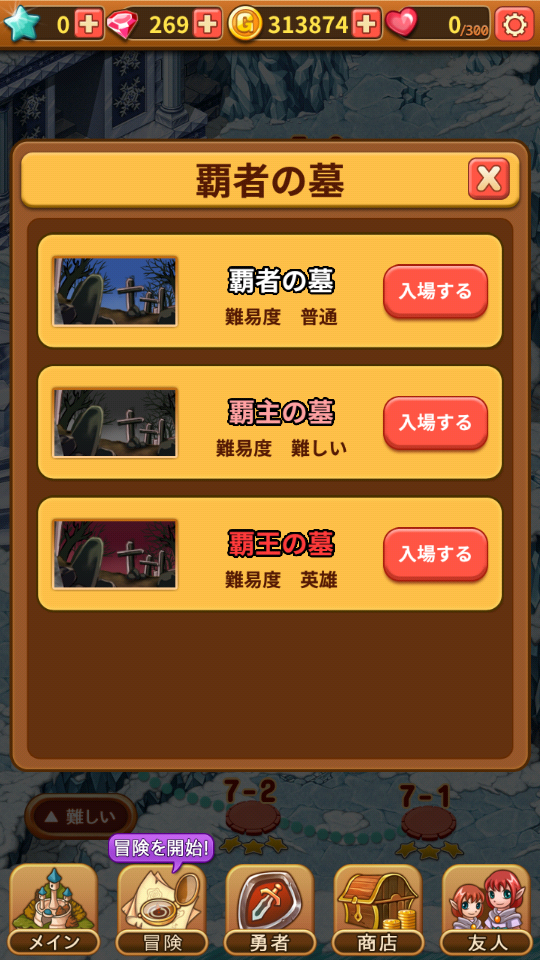 0
269
313874
0/300
覇者の墓
覇者の墓
難易度 普通
入場する
覇主の墓
難易度 難しい
入場する
覇王の墓
難易度 英雄
入場する
7-2
7-1
▲ 難しい
冒険を開始!
メイン
冒険
勇者
商店
友人